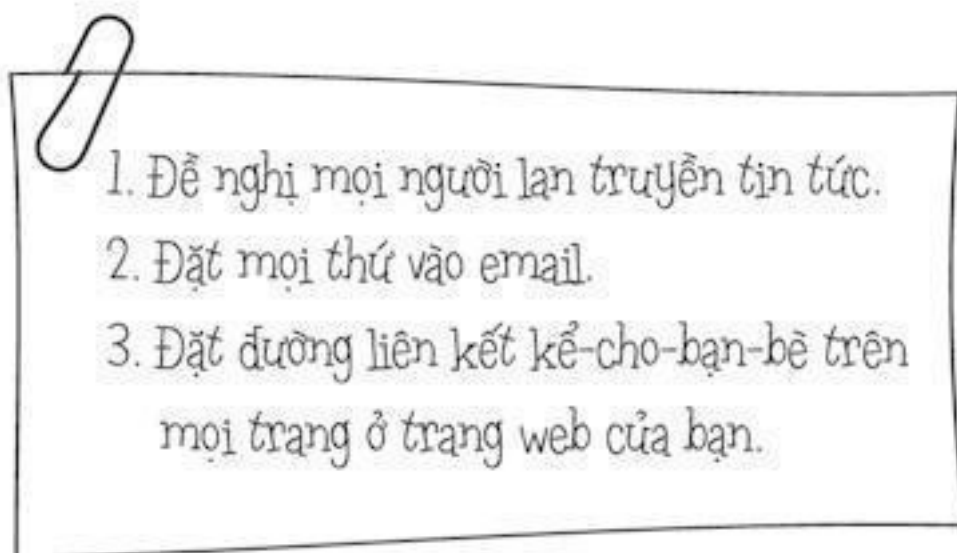 1. Đề nghị mọi người lan truyền tin tức.
2. Đặt mọi thứ vào email.
3. Đặt đường liên kết kể-cho-bạn-bè trên
mọi trang ở trang web của bạn.